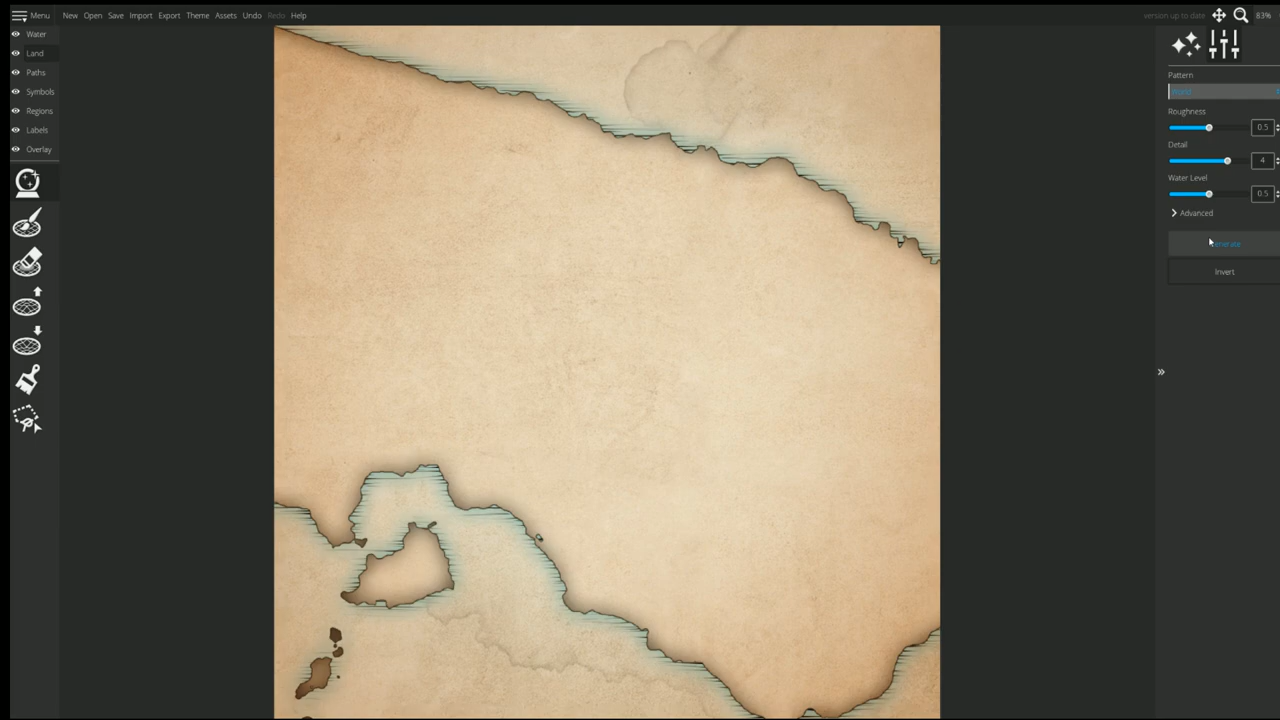 Menu New Open Save Import Export Theme Assets Undo Redo Help version up to date 83%
Water
Land
Paths
Symbols
Regions
Labels
Overlay
Pattern
Roughness
0.5
Detail
4
Water Level
0.5
Advanced
Invert